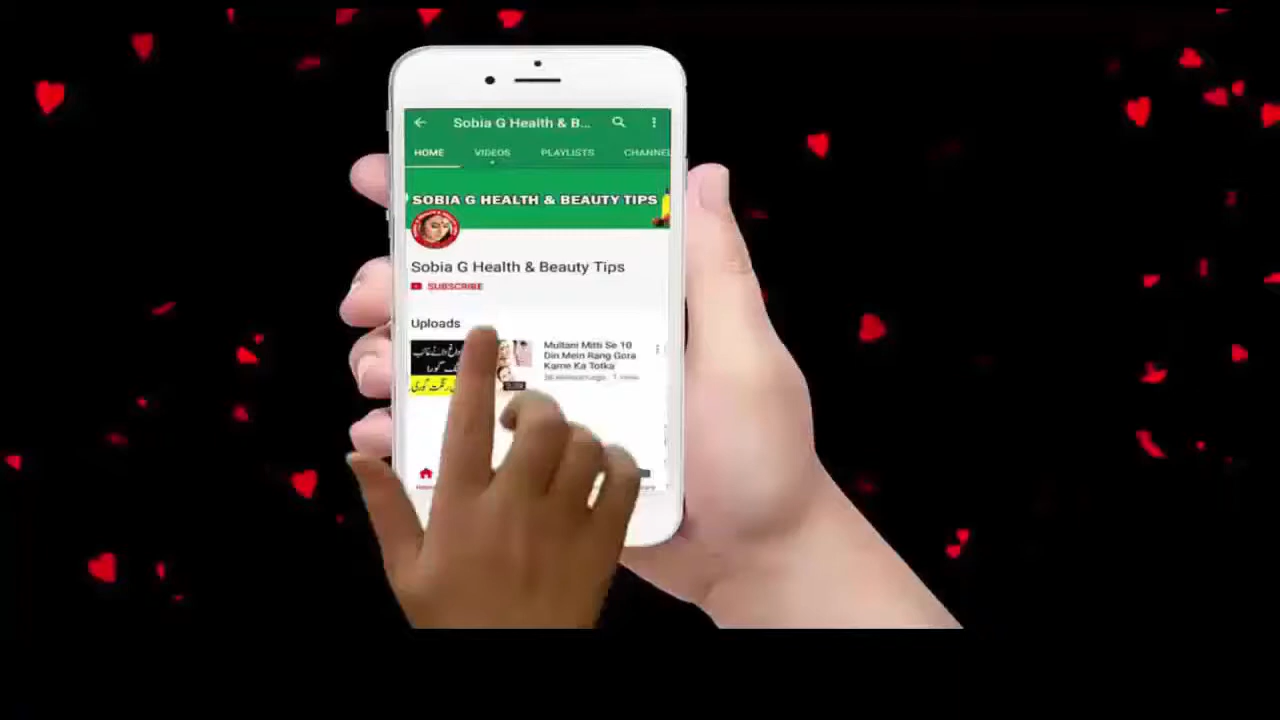 Sobia G Health & B...
HOME VIDEOS PLAYLISTS CHANNEL
SOBIA G HEALTH & BEAUTY TIPS
Sobia G Health & Beauty Tips
SUBSCRIBE
Uploads
Multani Mitti Se 10
Din Mein Rang Gora
Karne Ka Totka